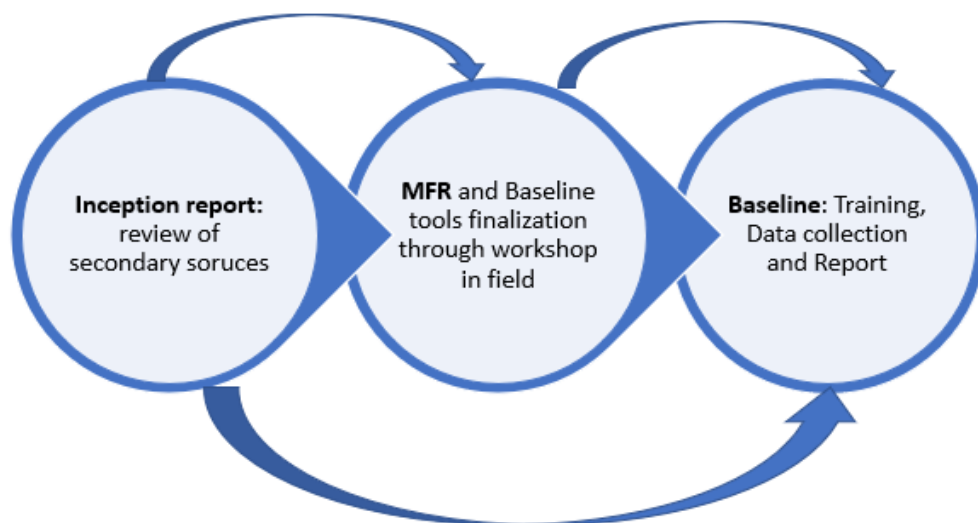 Inception report:
review of
secondary soruces
MFR and Baseline
tools finalization
through workshop
in field
Baseline: Training,
Data collection
and Report